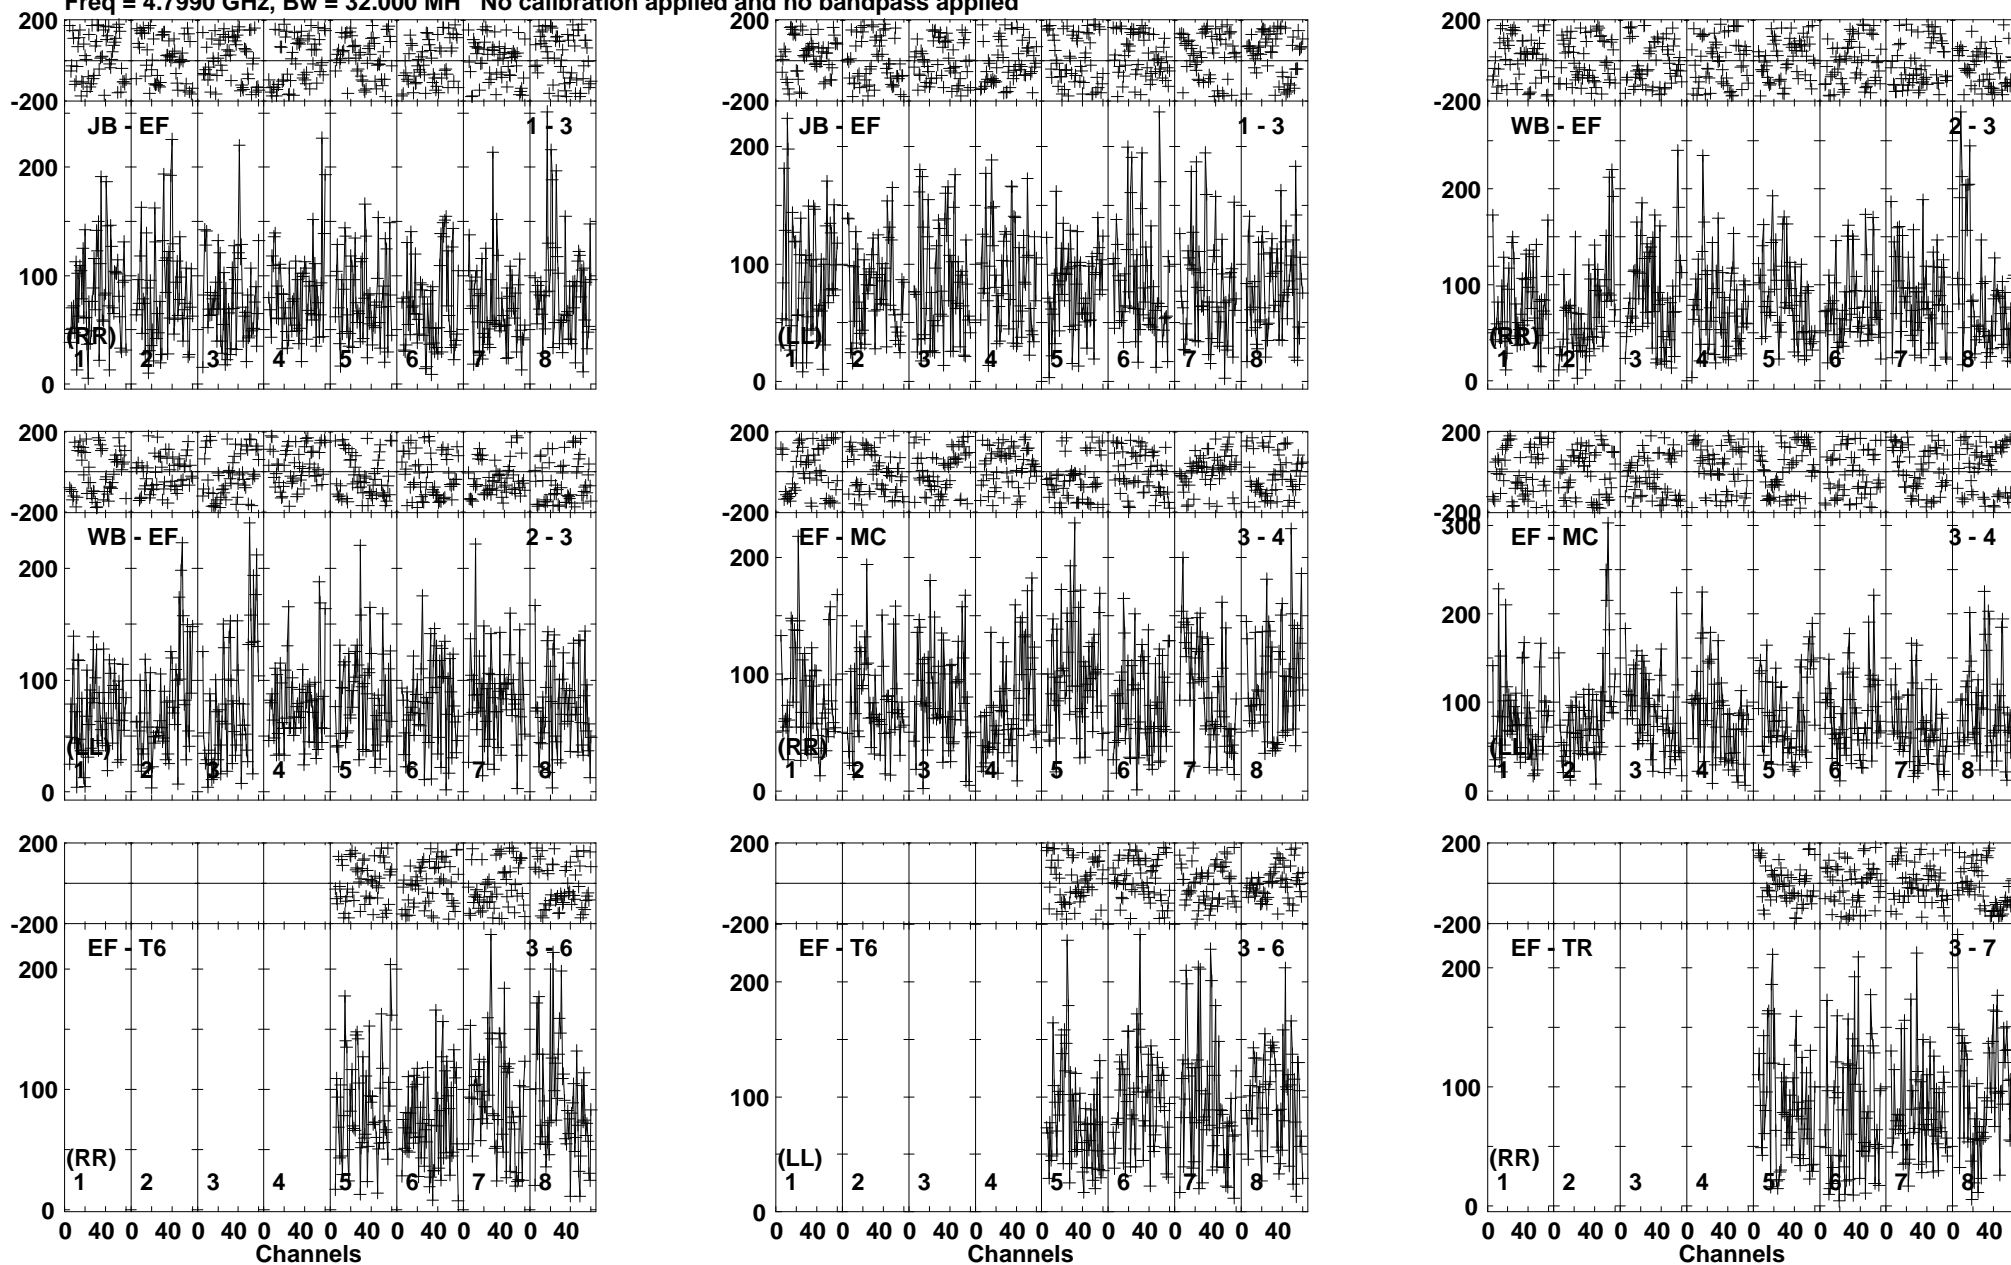 Freq = 4.7990 GHz, Bw = 32.000 MH No calibration applied and no bandpass applied
200 200 200
-200 -200 -200
JB - EF 1 - 3 JB - EF 1 - 3 WB - EF 2 - 3
200 200 200
100 100 100
(RR) (LL) (RR)
1 2 3 4 5 6 7 8 1 2 3 4 5 6 7 8 1 2 3 4 5 6 7 8
0 0 0
200 200 200
-200 -200 -200
300
WB - EF 2 - 3 EF - MC 3 - 4 EF - MC 3 - 4
200 200 200
100 100 100
(LL) (RR) (LL)
1 2 3 4 5 6 7 8 1 2 3 4 5 6 7 8 1 2 3 4 5 6 7 8
0 0 0
200 200 200
-200 -200 -200
EF - T6 3 - 6 EF - T6 3 - 6 EF - TR 3 - 7
200 200 200
100 100 100
(RR) (LL) (RR)
1 2 3 4 5 6 7 8 1 2 3 4 5 6 7 8 1 2 3 4 5 6 7 8
0 0 0
0 40 0 40 0 40 0 40 0 40 0 40 0 40 0 40 0 40 0 40 0 40 0 40 0 40 0 40 0 40 0 40 0 40 0 40 0 40 0 40 0 40 0 40 0 40 0 40
Channels Channels Channels